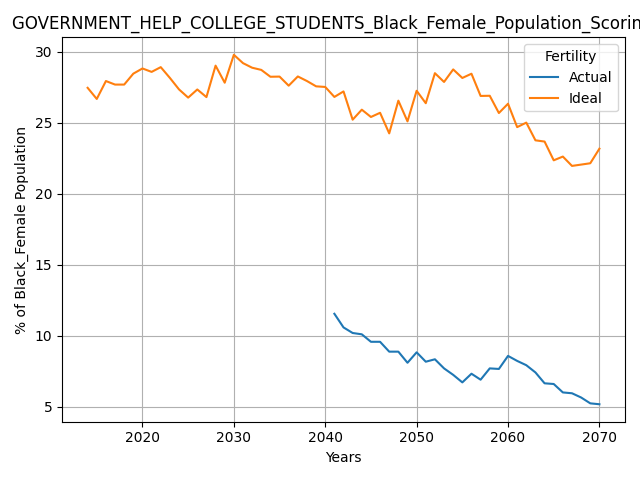 GOVERNMENT_HELP_COLLEGE_STUDENTS_Black_Female_Population_Scorin
Fertility
Actual
Ideal
% of Black_Female Population
30
25
20
15
10
5
2020
2030
2040
2050
2060
2070
Years